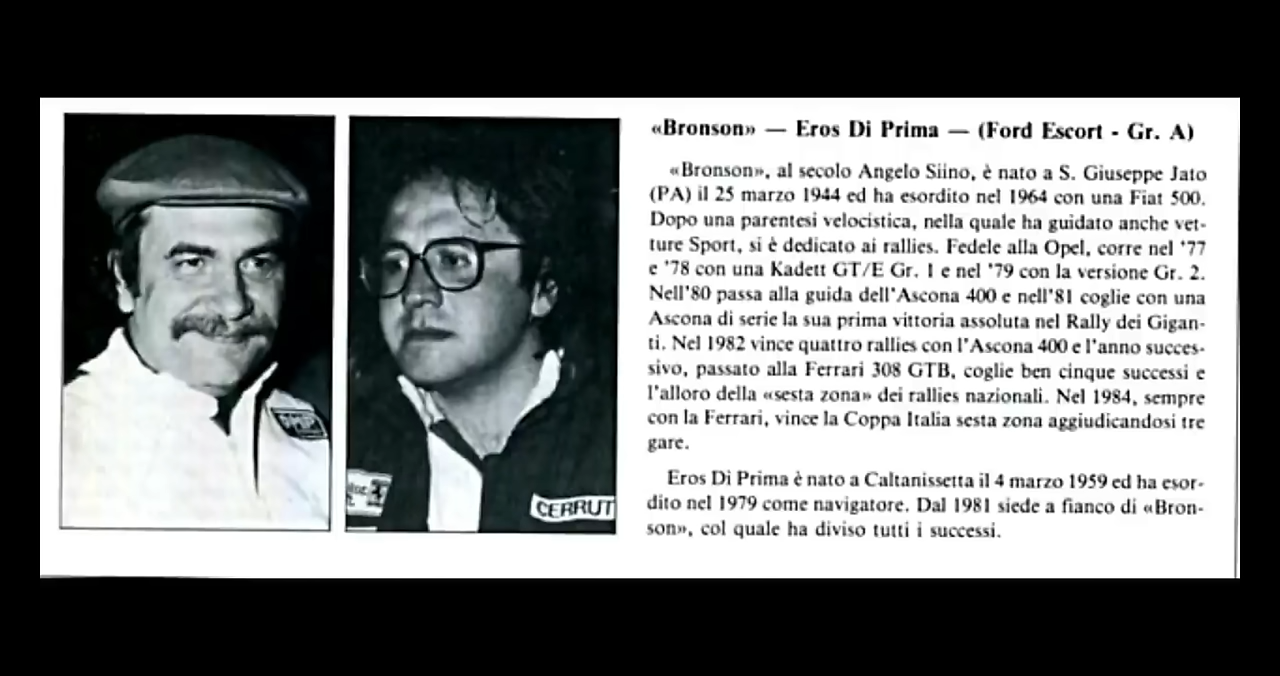 «Bronson» — Eros Di Prima — (Ford Escort - Gr. A)
«Bronson», al secolo Angelo Siino, è nato a S. Giuseppe Jato
(PA) il 25 marzo 1944 ed ha esordito nel 1964 con una Fiat 500.
Dopo una parentesi velocistica, nella quale ha guidato anche vet-
ture Sport, si è dedicato ai rallies. Fedele alla Opel, corre nel '77
e '78 con una Kadett GT/E Gr. 1 e nel '79 con la versione Gr. 2.
Nell'80 passa alla guida dell'Ascona 400 e nell'81 coglie con una
Ascona di serie la sua prima vittoria assoluta nel Rally dei Gigan-
ti. Nel 1982 vince quattro rallies con l'Ascona 400 e l'anno succes-
sivo, passato alla Ferrari 308 GTB, coglie ben cinque successi e
l'alloro della «sesta zona» dei rallies nazionali. Nel 1984, sempre
con la Ferrari, vince la Coppa Italia sesta zona aggiudicandosi tre
gare.
Eros Di Prima è nato a Caltanissetta il 4 marzo 1959 ed ha esor-
dito nel 1979 come navigatore. Dal 1981 siede a fianco di «Bron-
son», col quale ha diviso tutti i successi.
CERRUT